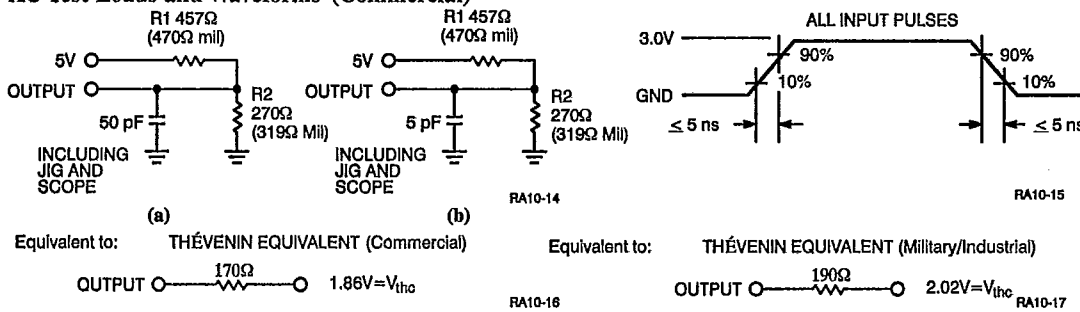 AC Test Loads and Waveforms (Commercial)
R1 457Ω
(470Ω mil)
5V
OUTPUT
50 pF
R2
270Ω
(319Ω Mil)
INCLUDING
JIG AND
SCOPE
(a)
R1 457Ω
(470Ω mil)
5V
OUTPUT
5 pF
R2
270Ω
(319Ω Mil)
INCLUDING
JIG AND
SCOPE
(b)
RA10-14
ALL INPUT PULSES
3.0V
90%
10%
GND
≤ 5 ns
90%
10%
≤ 5 ns
RA10-15
Equivalent to: THÉVENIN EQUIVALENT (Commercial)
170Ω
OUTPUT 1.86V=Vthc
RA10-16
Equivalent to: THÉVENIN EQUIVALENT (Military/Industrial)
190Ω
OUTPUT 2.02V=Vthc
RA10-17